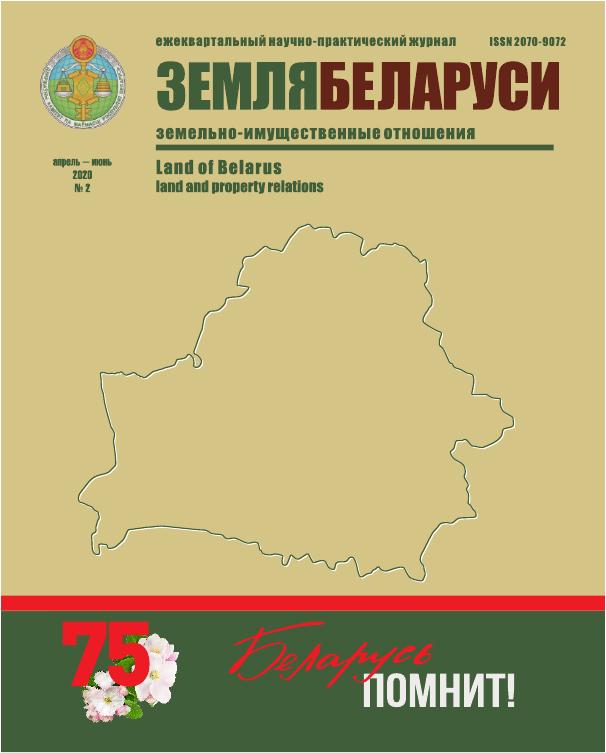 ежеквартальный научно-практический журнал ISSN 2070-9072
ЗЕМЛЯБЕЛАРУСИ
земельно-имущественные отношения
апрель – июнь
2020
№ 2
Land of Belarus
land and property relations
75
Беларусь
ПОМНИТ!